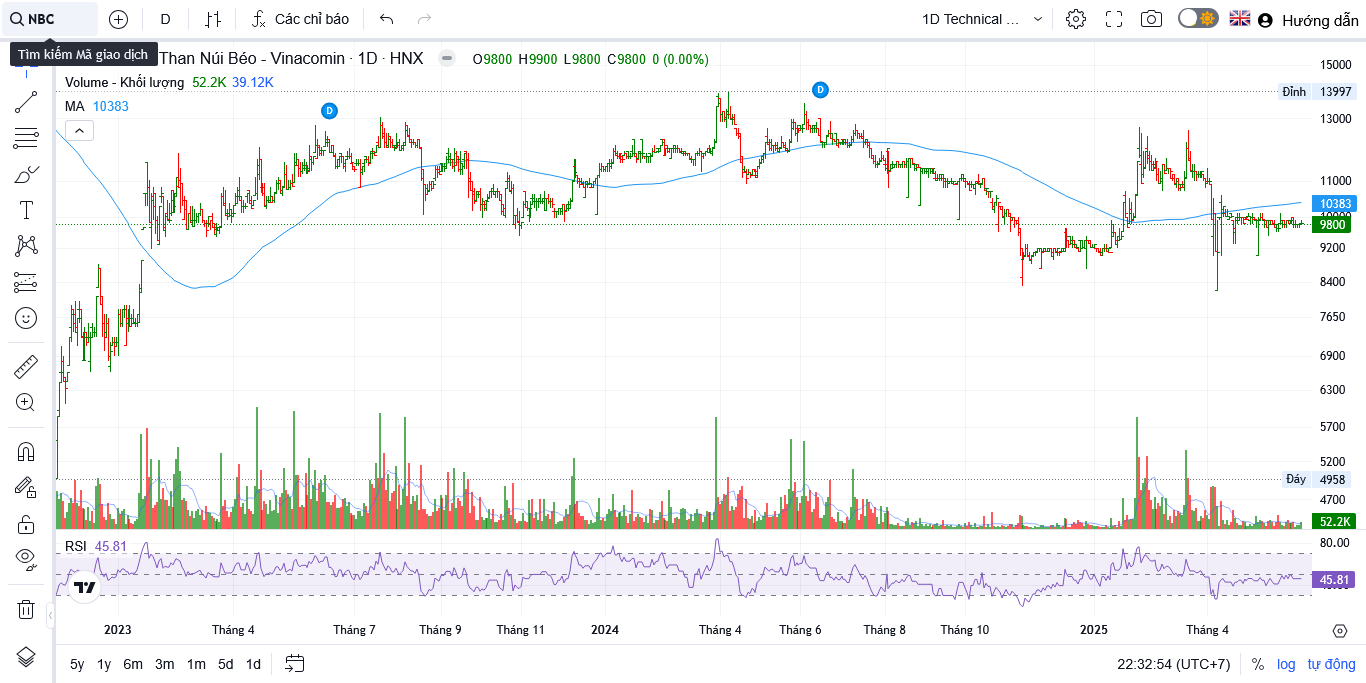 NBC
D
Các chỉ báo
1D Technical ...
Hướng dẫn
Tìm kiếm Mã giao dịch
Than Núi Béo - Vinacomin · 1D · HNX
O9800 H9900 L9800 C9800 0 (0.00%)
Volume - Khối lượng 52.2K 39.12K
MA 10383
D
D
15000
Đỉnh 13997
13000
11000
10383
10000
9800
9200
8400
7650
6900
6300
5700
5200
Đáy 4958
4700
52.2K
RSI 45.81
80.00
45.81
2023 Tháng 4 Tháng 7 Tháng 9 Tháng 11 2024 Tháng 4 Tháng 6 Tháng 8 Tháng 10 2025 Tháng 4
5y 1y 6m 3m 1m 5d 1d
22:32:54 (UTC+7) % log tự động